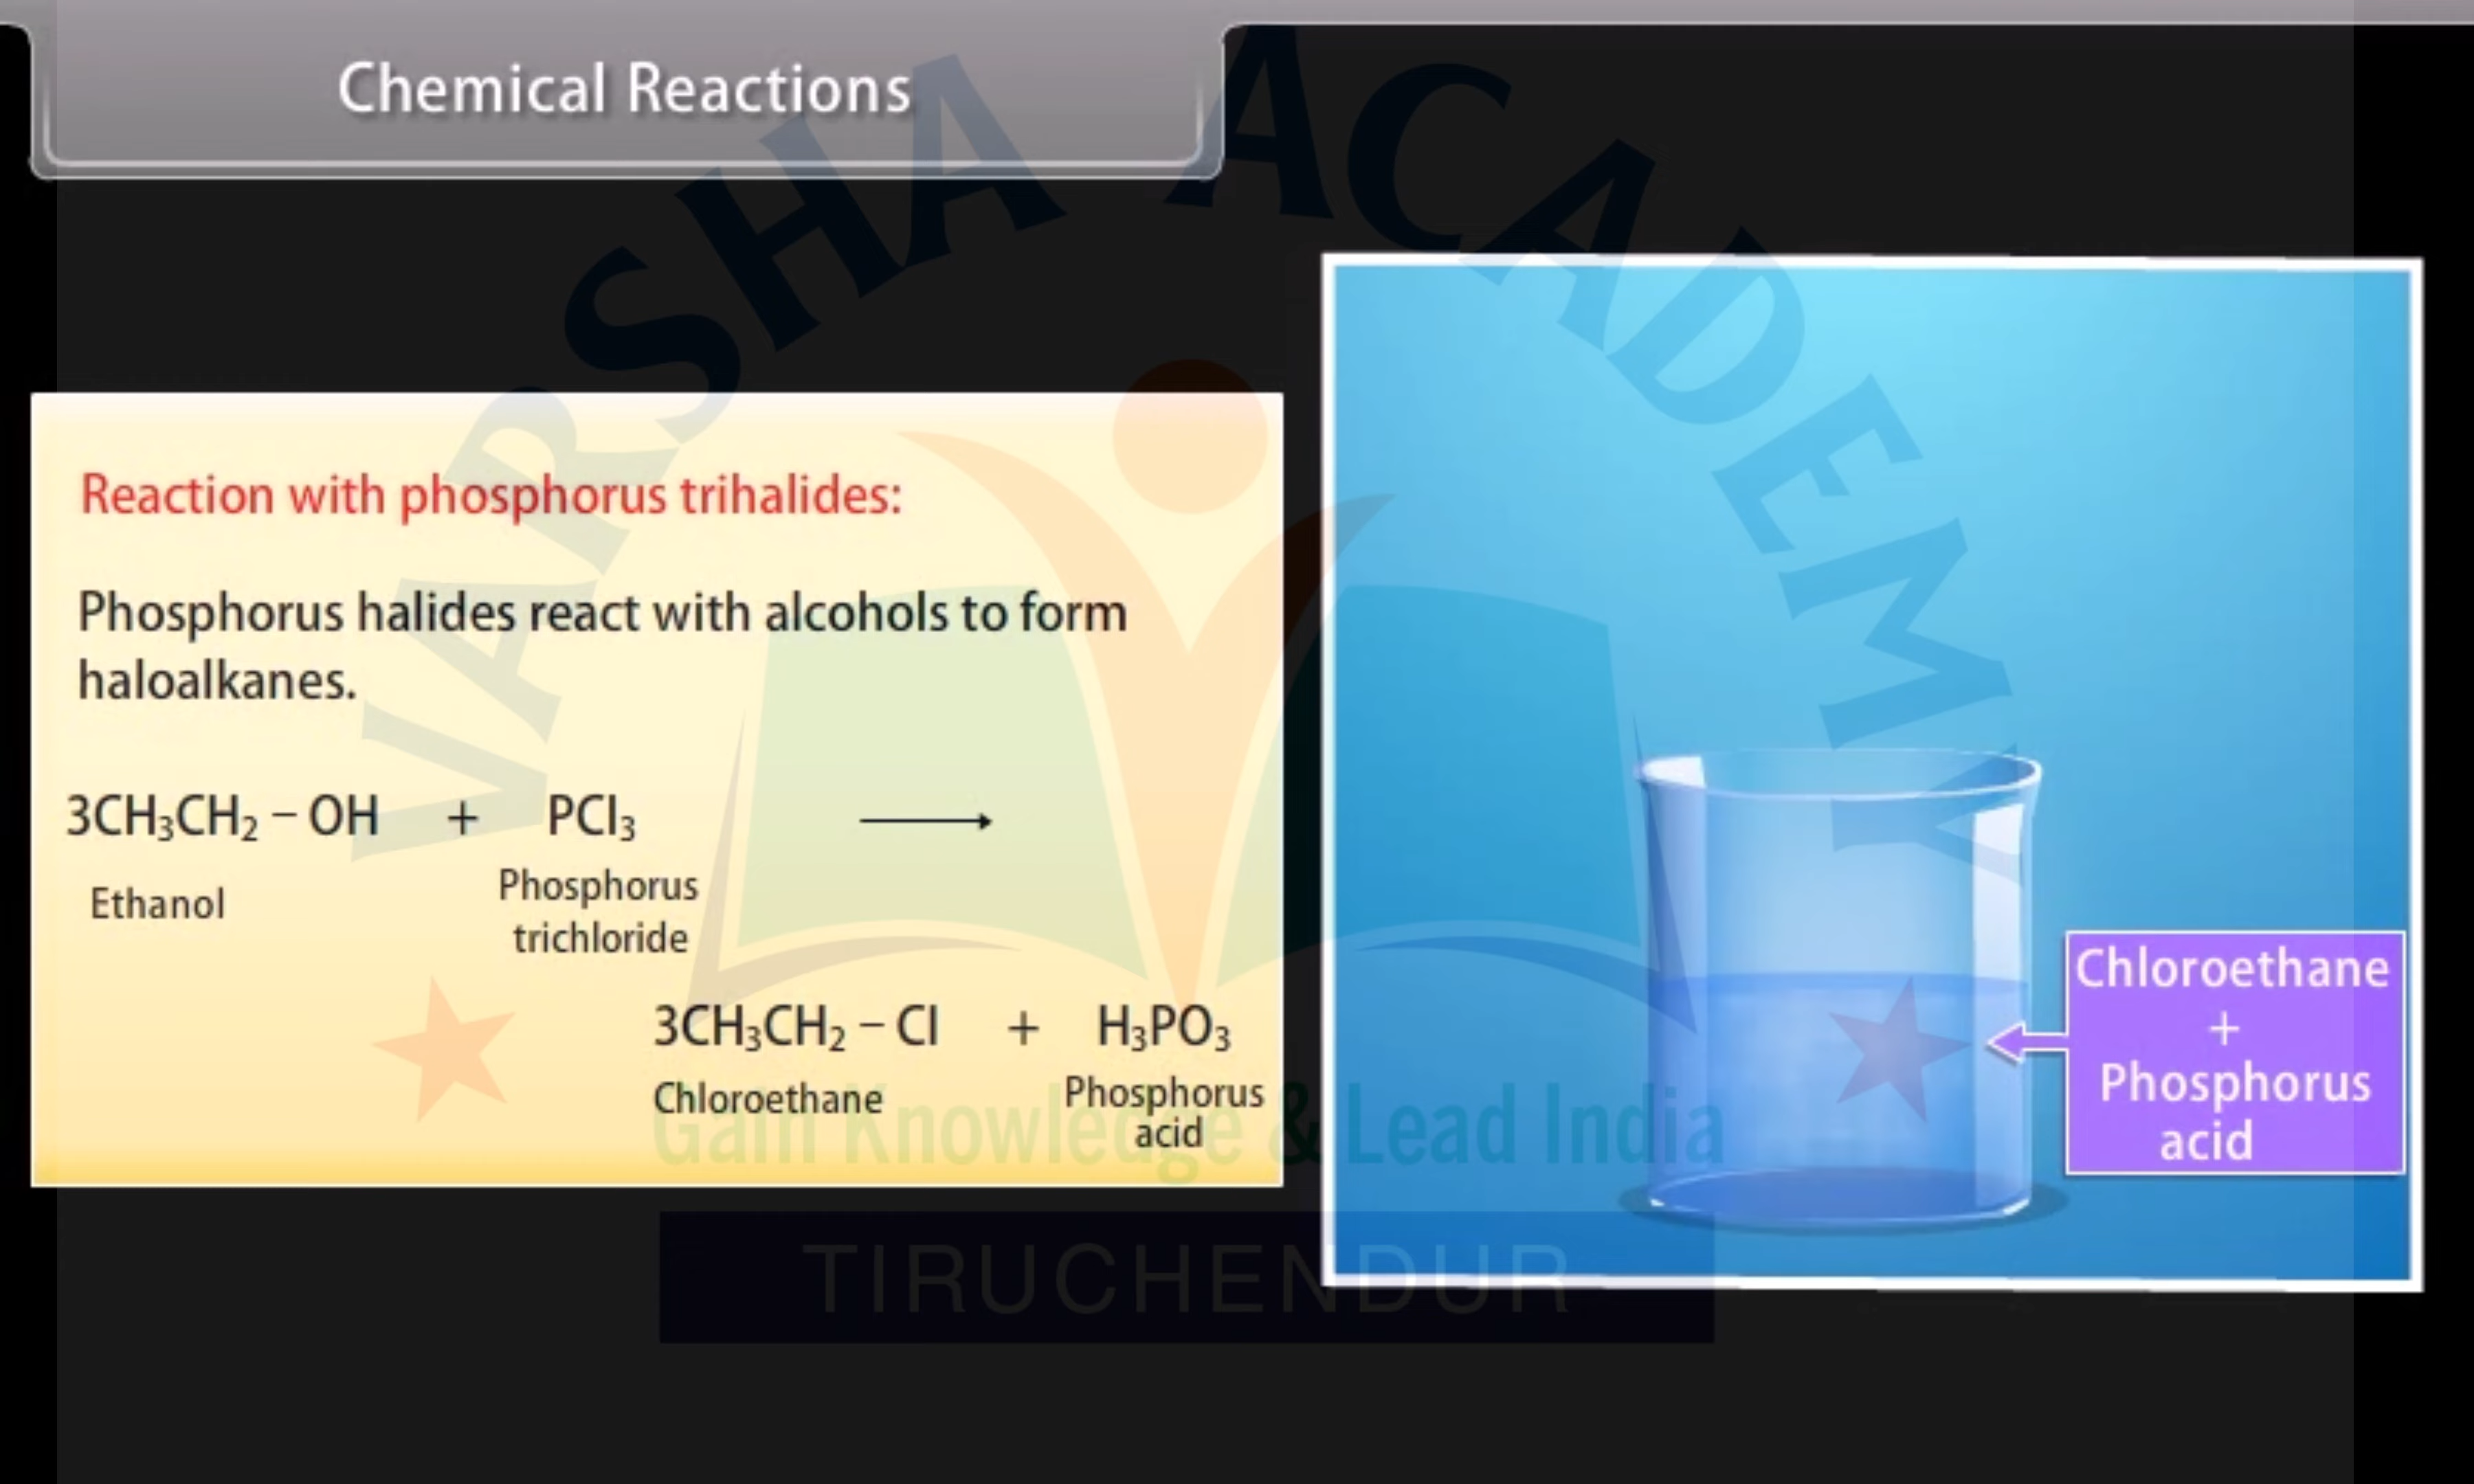 Chemical Reactions
VARSHA ACADEMY
Reaction with phosphorus trihalides:
Phosphorus halides react with alcohols to form
haloalkanes.
3CH₃CH₂ – OH + PCl₃ ⟶
Ethanol Phosphorus
trichloride
3CH₃CH₂ – Cl + H₃PO₃
Chloroethane Phosphorus
acid
Chloroethane
+
Phosphorus
acid
Gain Knowledge & Lead India
TIRUCHENDUR